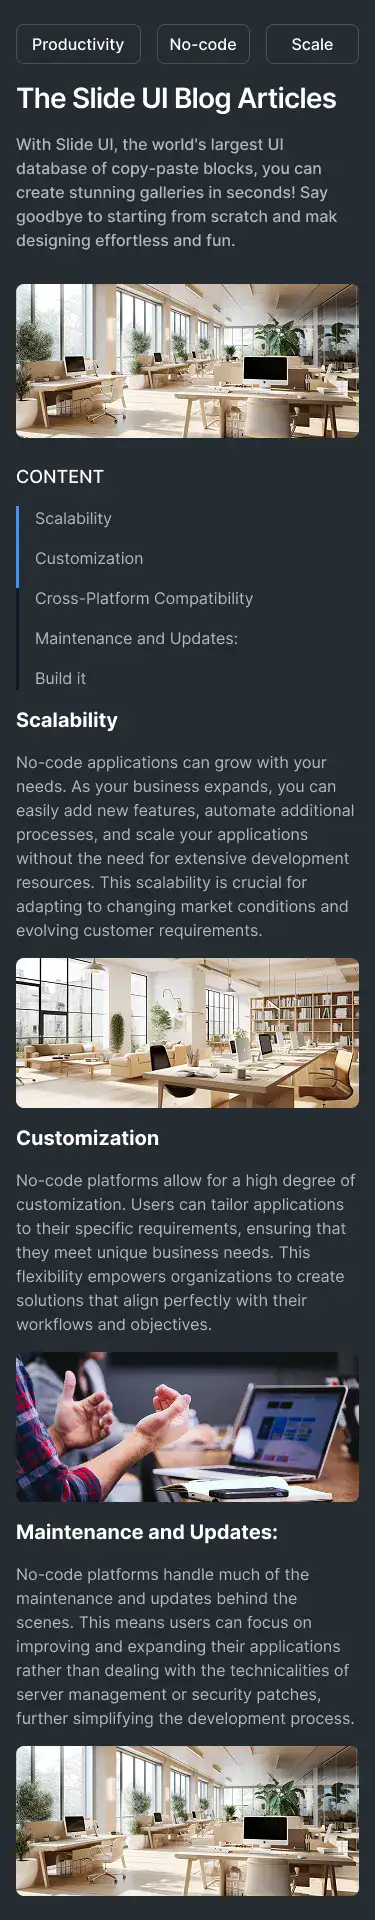 Productivity
No-code
Scale
The Slide UI Blog Articles
With Slide UI, the world's largest UI
database of copy-paste blocks, you can
create stunning galleries in seconds! Say
goodbye to starting from scratch and mak
designing effortless and fun.
CONTENT
Scalability
Customization
Cross-Platform Compatibility
Maintenance and Updates:
Build it
Scalability
No-code applications can grow with your
needs. As your business expands, you can
easily add new features, automate additional
processes, and scale your applications
without the need for extensive development
resources. This scalability is crucial for
adapting to changing market conditions and
evolving customer requirements.
Customization
No-code platforms allow for a high degree of
customization. Users can tailor applications
to their specific requirements, ensuring that
they meet unique business needs. This
flexibility empowers organizations to create
solutions that align perfectly with their
workflows and objectives.
Maintenance and Updates:
No-code platforms handle much of the
maintenance and updates behind the
scenes. This means users can focus on
improving and expanding their applications
rather than dealing with the technicalities of
server management or security patches,
further simplifying the development process.